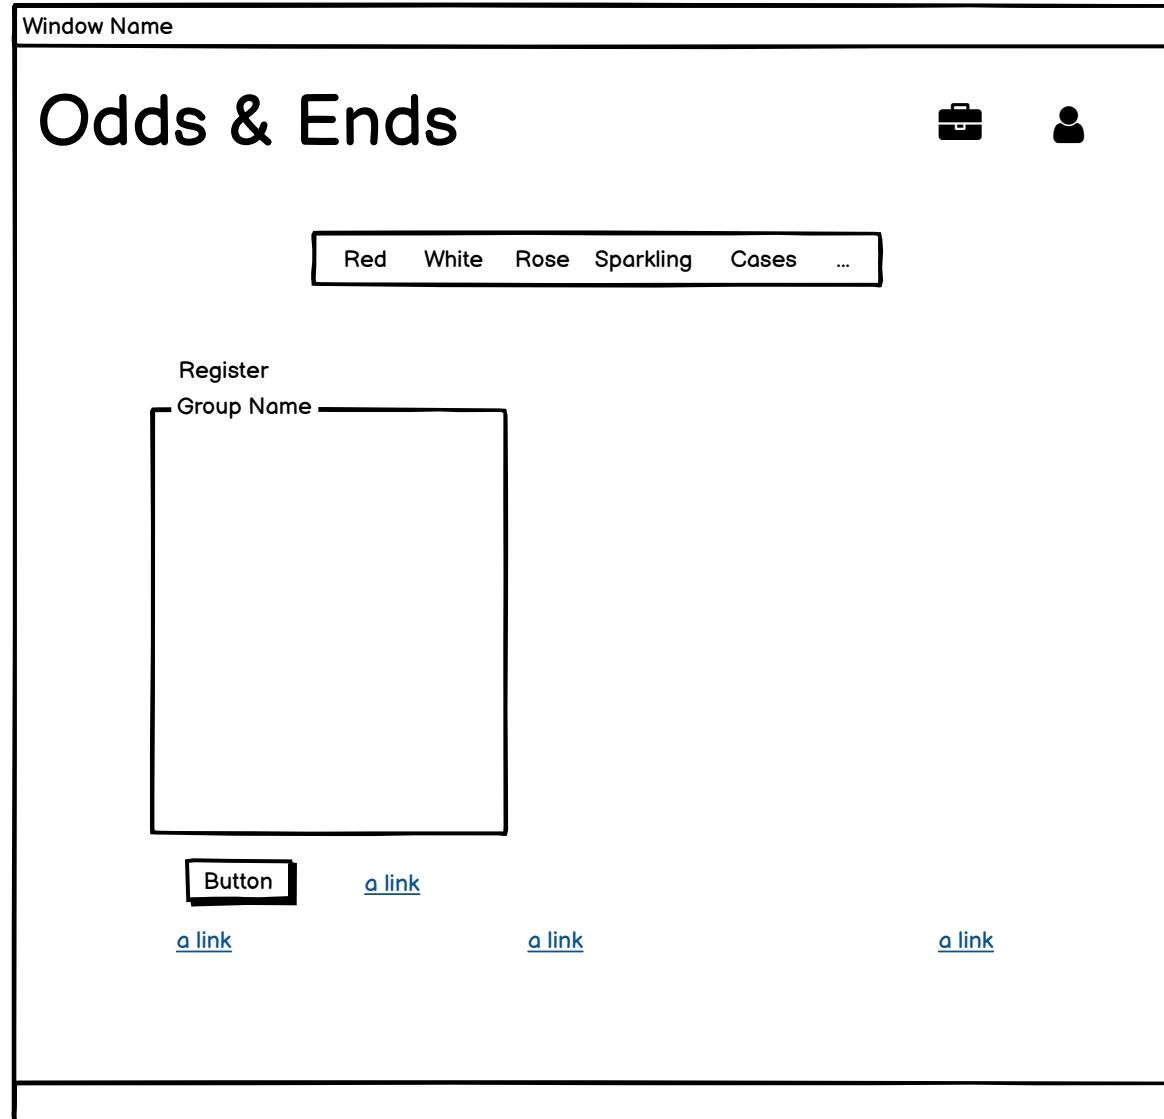 Window Name
Odds & Ends
Red White Rose Sparkling Cases ...
Register
Group Name
Button a link
a link a link a link